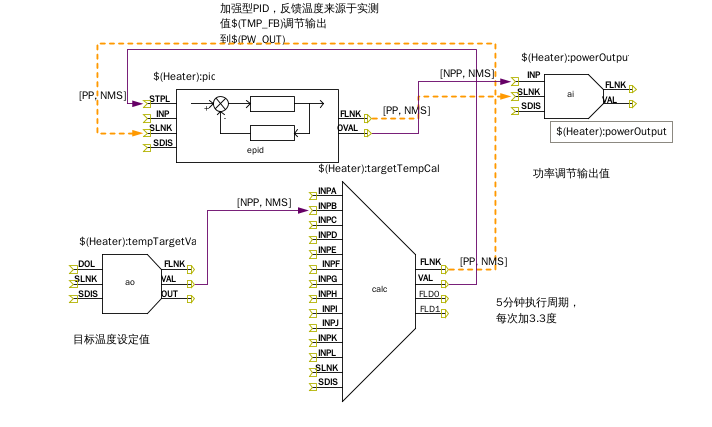 加强型PID，反馈温度来源于实测
值$(TMP_FB)调节输出
到$(PW_OUT)
$(Heater):pic
[PP, NMS]
STPL
INP
SLNK
SDIS
FLNK
OVAL
epid
[PP, NMS]
[NPP, NMS]
$(Heater):powerOutpu
INP
SLNK
SDIS
FLNK
VAL
ai
$(Heater):powerOutput
功率调节输出值
$(Heater):targetTempCal
[NPP, NMS]
INPA
INPB
INPC
INPD
INPE
INPF
INPG
INPH
INPI
INPJ
INPK
INPL
SLNK
SDIS
calc
FLNK
VAL
FLD0
FLD1
[PP, NMS]
$(Heater):tempTargetVa
DOL
SLNK
SDIS
ao
FLNK
VAL
OUT
目标温度设定值
5分钟执行周期，
每次加3.3度